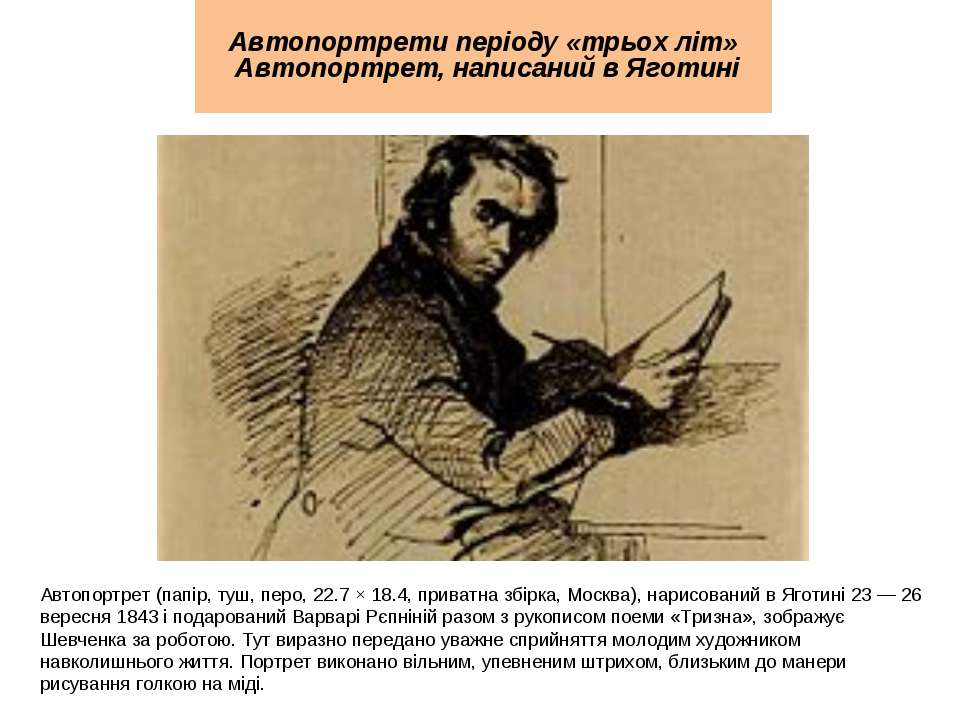 Автопортрети періоду «трьох літ»
Автопортрет, написаний в Яготині
Автопортрет (папір, туш, перо, 22.7 × 18.4, приватна збірка, Москва), нарисований в Яготині 23 — 26
вересня 1843 і подарований Варварі Рєпніній разом з рукописом поеми «Тризна», зображує
Шевченка за роботою. Тут виразно передано уважне сприйняття молодим художником
навколишнього життя. Портрет виконано вільним, упевненим штрихом, близьким до манери
рисування голкою на міді.